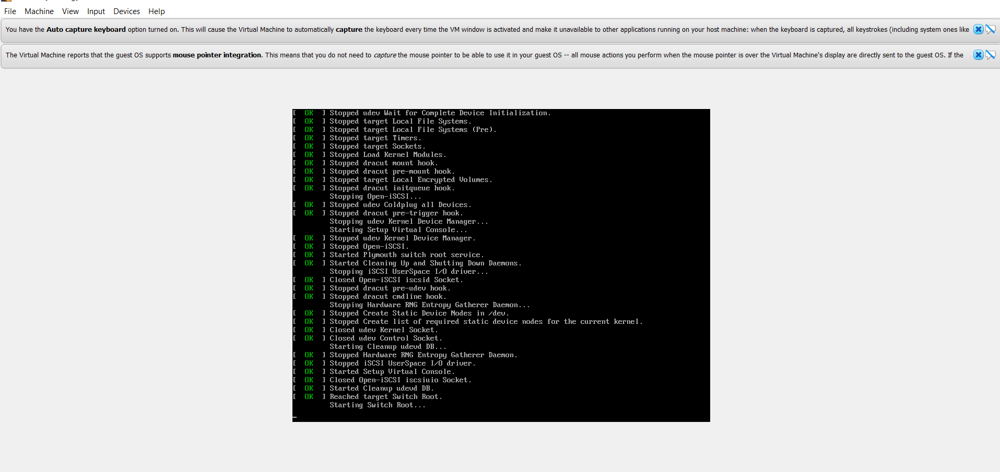 File Machine View Input Devices Help
You have the Auto capture keyboard option turned on. This will cause the Virtual Machine to automatically capture the keyboard every time the VM window is activated and make it unavailable to other applications running on your host machine: when the keyboard is captured, all keystrokes (including system ones like
The Virtual Machine reports that the guest OS supports mouse pointer integration. This means that you do not need to capture the mouse pointer to be able to use it in your guest OS -- all mouse actions you perform when the mouse pointer is over the Virtual Machine's display are directly sent to the guest OS. If the
[  OK  ] Stopped udev Wait for Complete Device Initialization.
[  OK  ] Stopped target Local File Systems.
[  OK  ] Stopped target Local File Systems (Pre).
[  OK  ] Stopped target Timers.
[  OK  ] Stopped target Sockets.
[  OK  ] Stopped Load Kernel Modules.
[  OK  ] Stopped dracut mount hook.
[  OK  ] Stopped dracut pre-mount hook.
[  OK  ] Stopped target Local Encrypted Volumes.
[  OK  ] Stopped dracut initqueue hook.
Stopping Open-iSCSI...
[  OK  ] Stopped udev Coldplug all Devices.
[  OK  ] Stopped dracut pre-trigger hook.
Stopping udev Kernel Device Manager...
Starting Setup Virtual Console...
[  OK  ] Stopped udev Kernel Device Manager.
[  OK  ] Stopped Open-iSCSI.
[  OK  ] Started Plymouth switch root service.
[  OK  ] Started Cleaning Up and Shutting Down Daemons.
Stopping iSCSI UserSpace I/O driver...
[  OK  ] Closed Open-iSCSI iscsid Socket.
[  OK  ] Stopped dracut pre-udev hook.
[  OK  ] Stopped dracut cmdline hook.
Stopping Hardware RNG Entropy Gatherer Daemon...
[  OK  ] Stopped Create Static Device Nodes in /dev.
[  OK  ] Stopped Create list of required static device nodes for the current kernel.
[  OK  ] Closed udev Kernel Socket.
[  OK  ] Closed udev Control Socket.
Starting Cleanup udevd DB...
[  OK  ] Stopped Hardware RNG Entropy Gatherer Daemon.
[  OK  ] Stopped iSCSI UserSpace I/O driver.
[  OK  ] Started Setup Virtual Console.
[  OK  ] Closed Open-iSCSI iscsiuio Socket.
[  OK  ] Started Cleanup udevd DB.
[  OK  ] Reached target Switch Root.
Starting Switch Root...